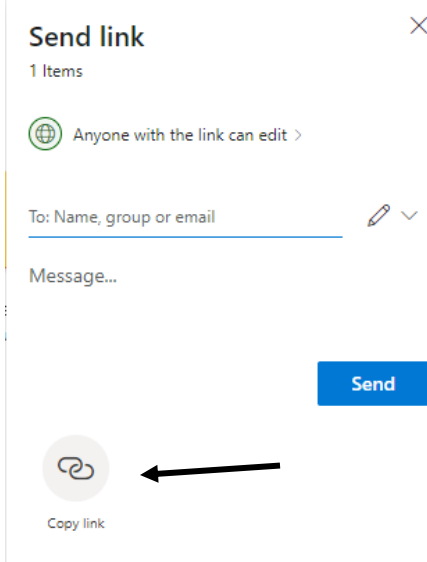 Send link
1 Items
Anyone with the link can edit >
To: Name, group or email
Message...
Send
Copy link